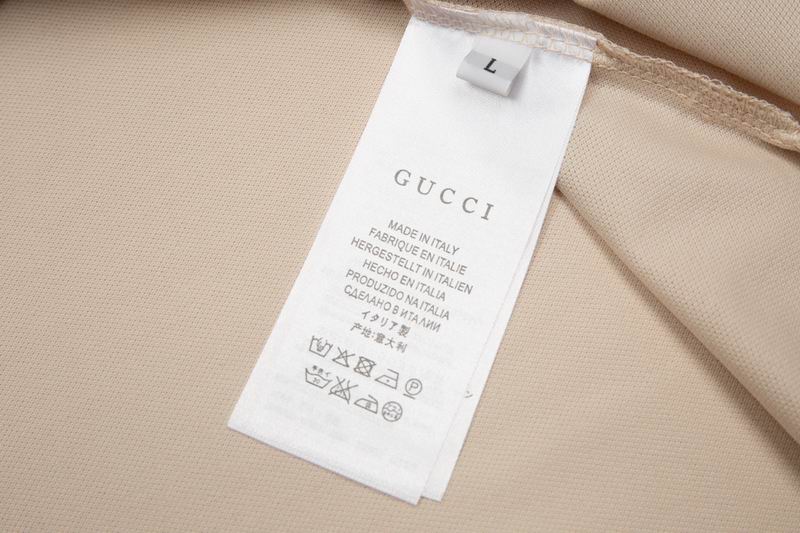 L
GUCCI
MADE IN ITALY
FABRIQUE EN ITALIE
HERGESTELLT IN ITALIEN
HECHO EN ITALIA
PRODUZIDO NA ITALIA
СДЕЛАНО В ИТАЛИИ
イタリア製
产地:意大利
P